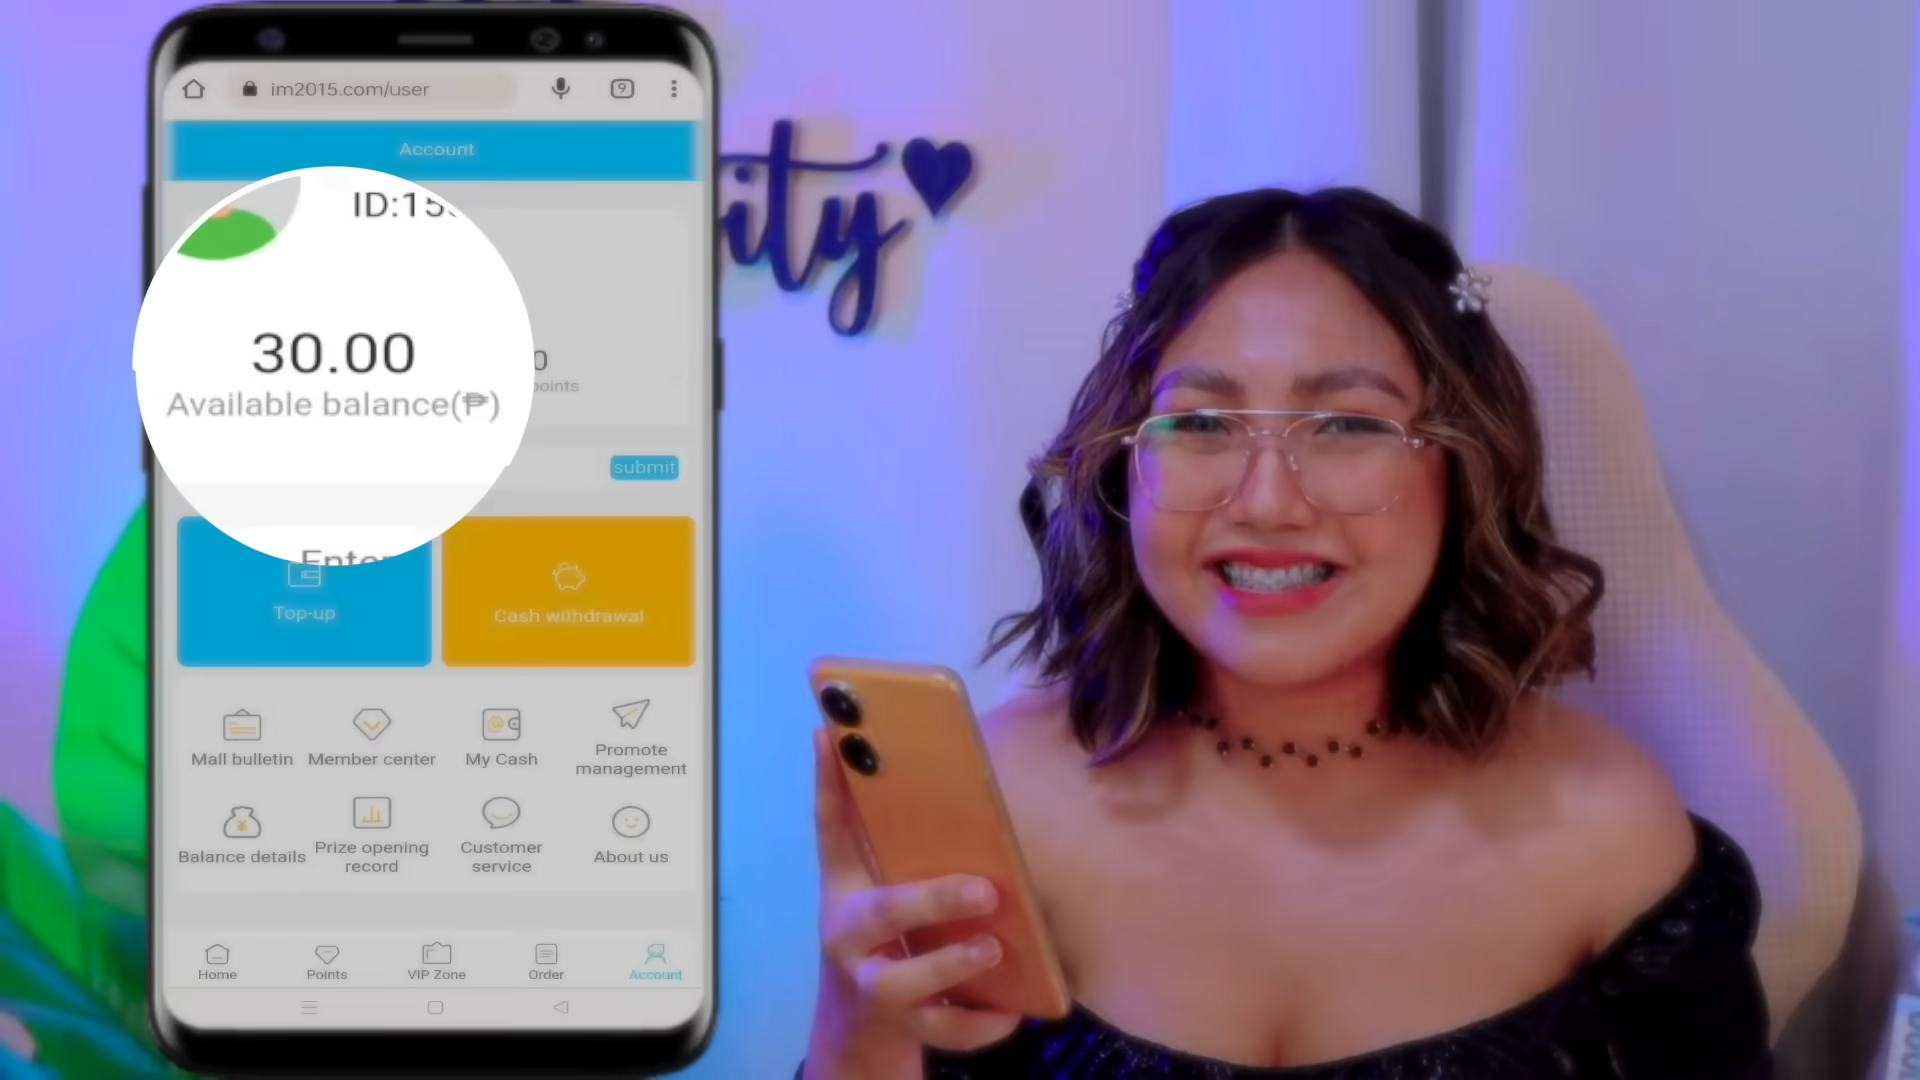 im2015.com/user
9
Account
ID:15
30.00
Available balance(₱)
0
points
submit
Enter
Top-up
Cash withdrawal
Mall bulletin
Member center
My Cash
Promote
management
Balance details
Prize opening
record
Customer
service
About us
Home
Points
VIP Zone
Order
Account
ity